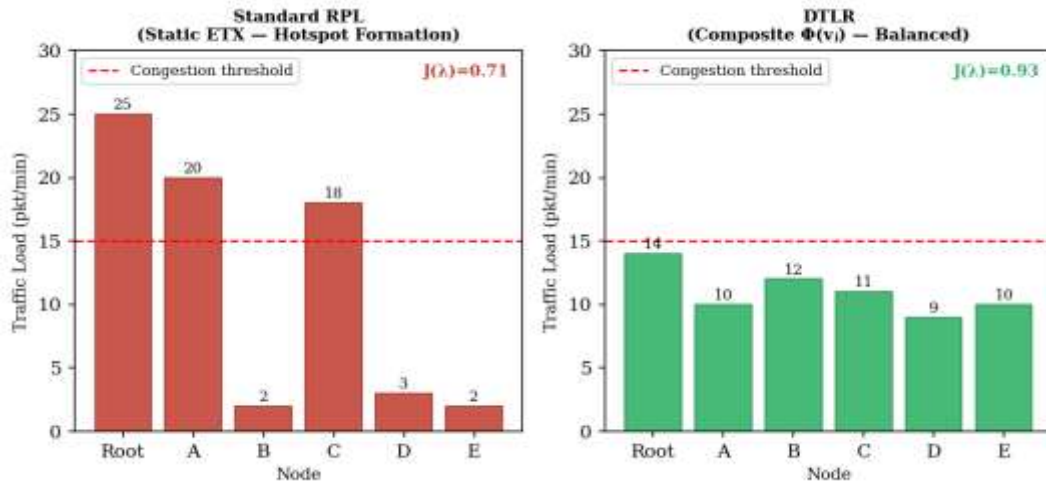 Standard RPL
(Static ETX — Hotspot Formation)
Congestion threshold
J(λ)=0.71
30
25
20
15
10
5
0
25
20
2
18
3
2
Root A B C D E
Node
Traffic Load (pkt/min)
DTLR
(Composite Φ(vⱼ) — Balanced)
Congestion threshold
J(λ)=0.93
30
25
20
15
10
5
0
14
10
12
11
9
10
Root A B C D E
Node
Traffic Load (pkt/min)